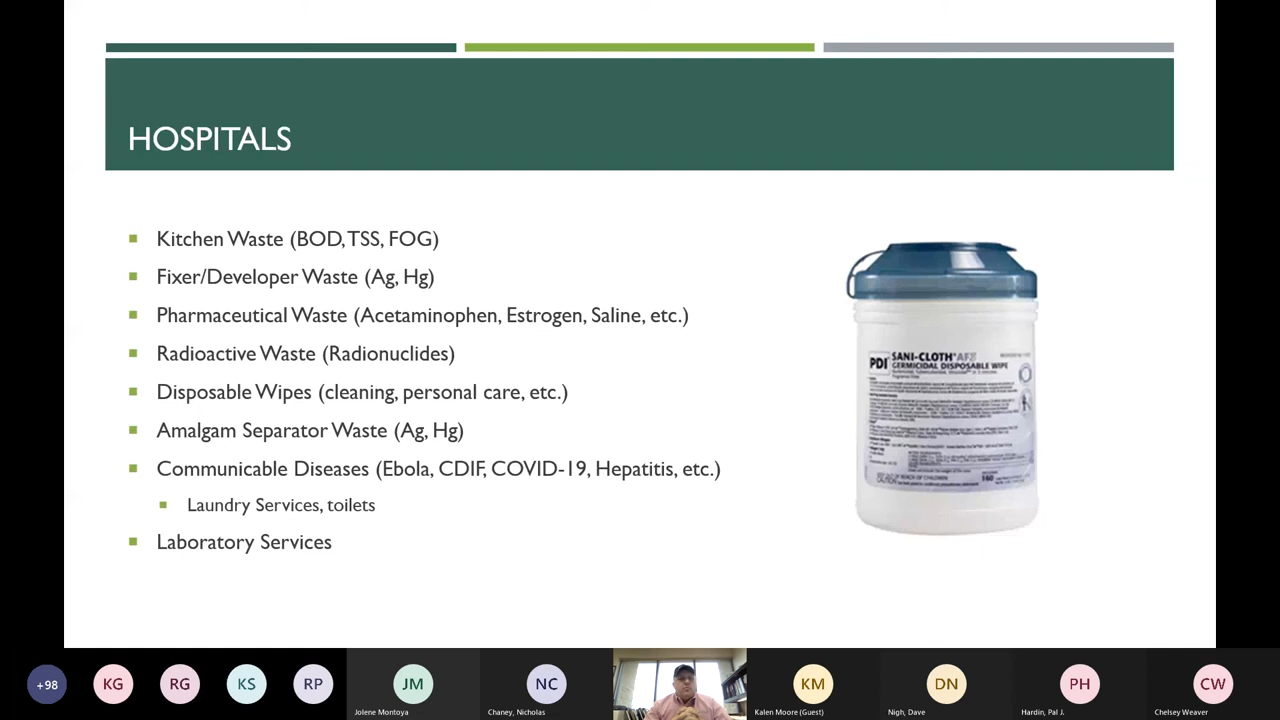 HOSPITALS
Kitchen Waste (BOD, TSS, FOG)
Fixer/Developer Waste (Ag, Hg)
Pharmaceutical Waste (Acetaminophen, Estrogen, Saline, etc.)
Radioactive Waste (Radionuclides)
Disposable Wipes (cleaning, personal care, etc.)
Amalgam Separator Waste (Ag, Hg)
Communicable Diseases (Ebola, CDIF, COVID-19, Hepatitis, etc.)
Laundry Services, toilets
Laboratory Services
PDI SANI-CLOTH AF3
GERMICIDAL DISPOSABLE WIPE
160
+98
KG
RG
KS
RP
JM
Jolene Montoya
NC
Chaney, Nicholas
KM
Kalen Moore (Guest)
DN
Nigh, Dave
PH
Hardin, Pal J.
CW
Chelsey Weaver